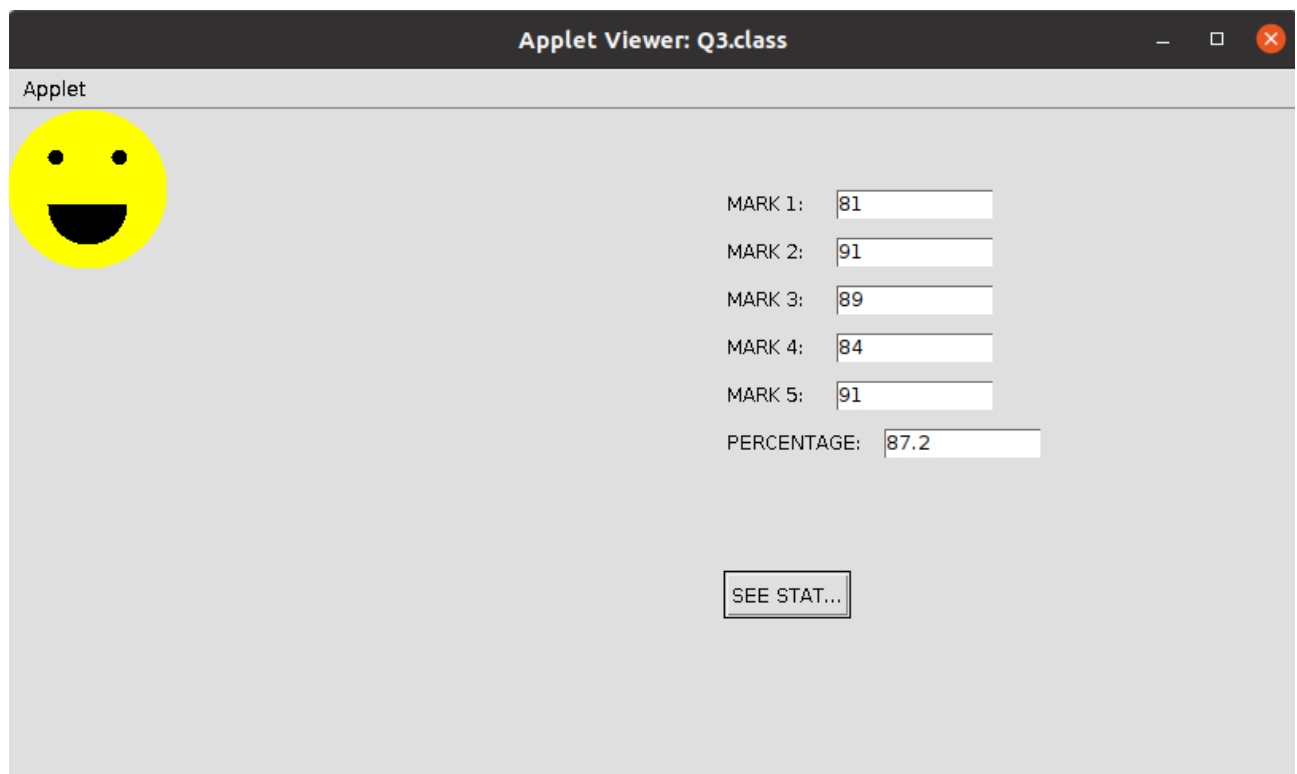 Applet Viewer: Q3.class
Applet
MARK 1: 81
MARK 2: 91
MARK 3: 89
MARK 4: 84
MARK 5: 91
PERCENTAGE: 87.2
SEE STAT...